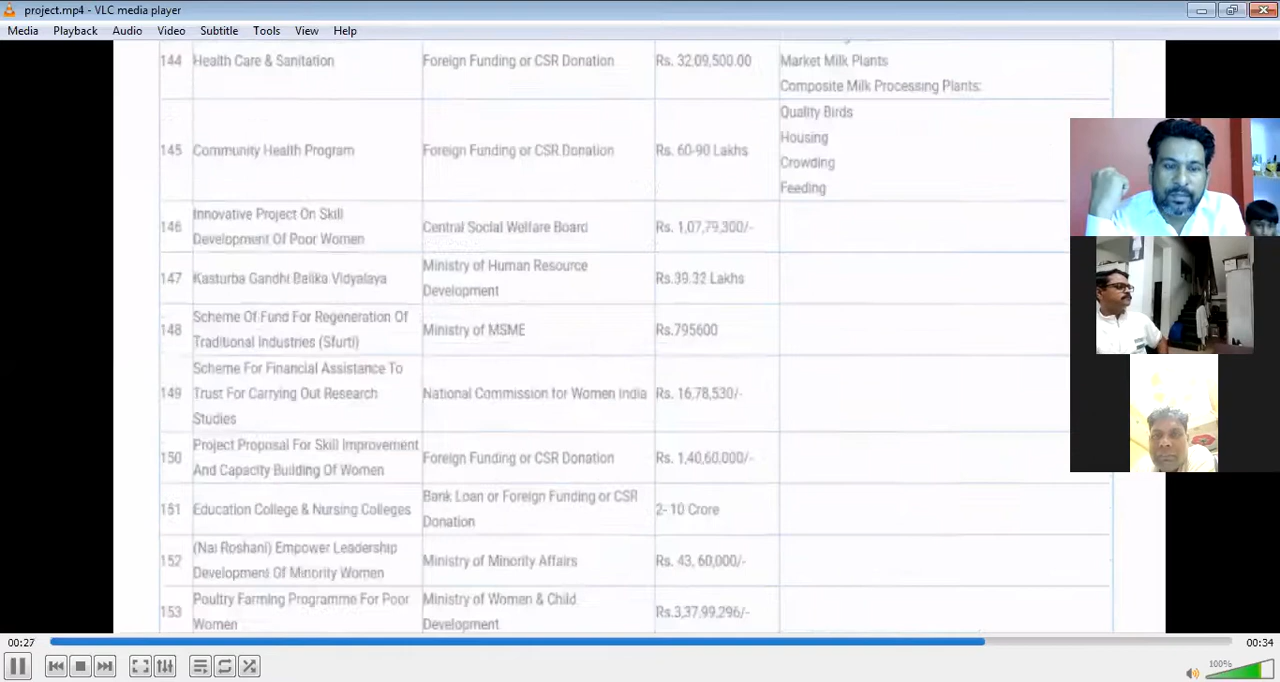 project.mp4 - VLC media player
Media Playback Audio Video Subtitle Tools View Help
144 Health Care & Sanitation Foreign Funding or CSR Donation Rs. 32,09,500.00
Market Milk Plants
Composite Milk Processing Plants:
145 Community Health Program Foreign Funding or CSR Donation Rs. 60-90 Lakhs
Quality Birds
Housing
Crowding
Feeding
146 Innovative Project On Skill
Development Of Poor Women Central Social Welfare Board Rs. 1,07,79,300/-
147 Kasturba Gandhi Balika Vidyalaya Ministry of Human Resource
Development Rs.39.32 Lakhs
148 Scheme Of Fund For Regeneration Of
Traditional Industries (Sfurti) Ministry of MSME Rs.795600
149 Scheme For Financial Assistance To
Trust For Carrying Out Research
Studies National Commission for Women India Rs. 16,78,530/-
150 Project Proposal For Skill Improvement
And Capacity Building Of Women Foreign Funding or CSR Donation Rs. 1,40,60,000/-
151 Education College & Nursing Colleges Bank Loan or Foreign Funding or CSR
Donation 2- 10 Crore
152 (Nai Roshani) Empower Leadership
Development Of Minority Women Ministry of Minority Affairs Rs. 43, 60,000/-
153 Poultry Farming Programme For Poor
Women Ministry of Women & Child
Development Rs.3,37,99,296/-
00:27 00:34
100%